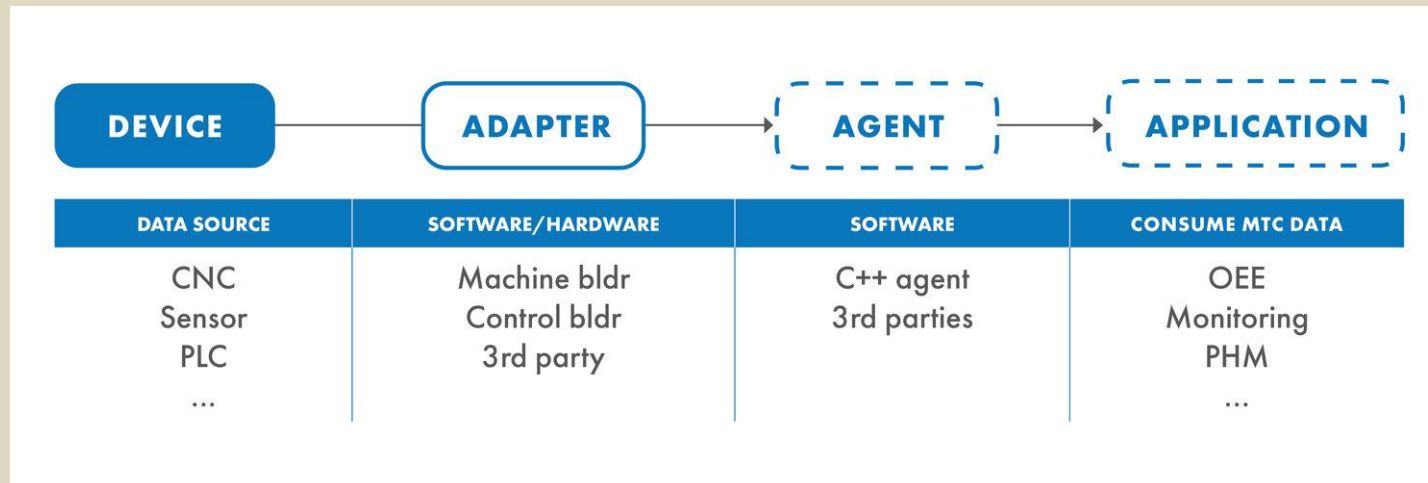 DEVICE
ADAPTER
AGENT
APPLICATION
DATA SOURCE
SOFTWARE/HARDWARE
SOFTWARE
CONSUME MTC DATA
CNC
Sensor
PLC
...
Machine bldr
Control bldr
3rd party
C++ agent
3rd parties
OEE
Monitoring
PHM
...